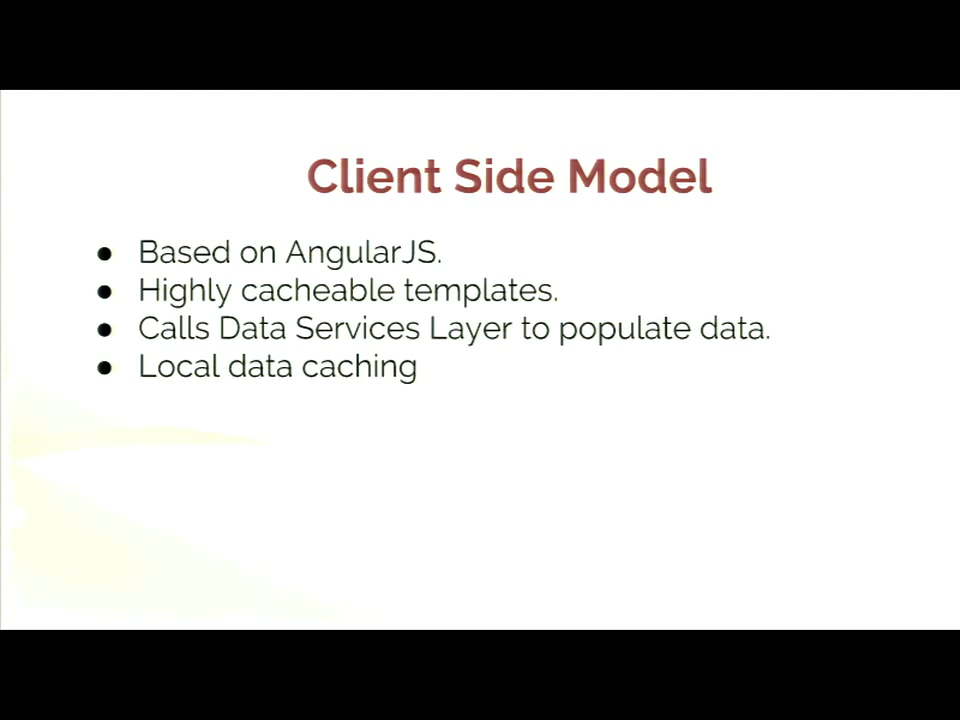 Client Side Model
● Based on AngularJS.
● Highly cacheable templates.
● Calls Data Services Layer to populate data.
● Local data caching